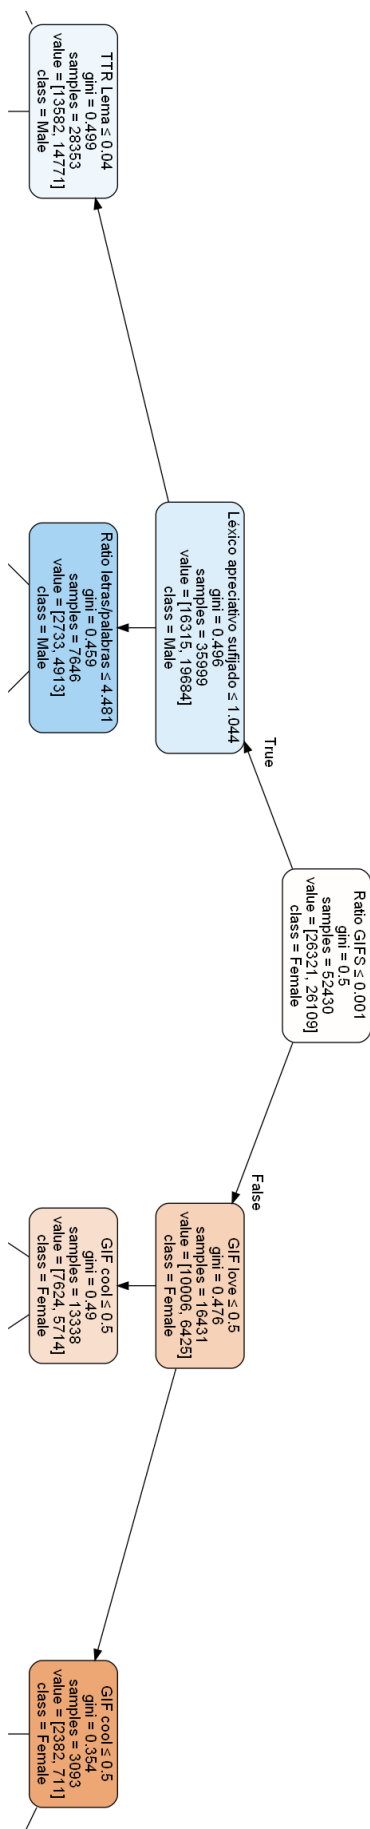 Ratio GIFS ≤ 0.001
gini = 0.5
samples = 52430
value = [26321, 26109]
class = Female
True
False
Léxico apreciativo sufijado ≤ 1.044
gini = 0.496
samples = 35999
value = [16315, 19684]
class = Male
GIF love ≤ 0.5
gini = 0.476
samples = 16431
value = [10006, 6425]
class = Female
TTR Lema ≤ 0.04
gini = 0.499
samples = 28353
value = [13582, 14771]
class = Male
Ratio letras/palabras ≤ 4.481
gini = 0.459
samples = 7646
value = [2733, 4913]
class = Male
GIF cool ≤ 0.5
gini = 0.49
samples = 13338
value = [7624, 5714]
class = Female
GIF cool ≤ 0.5
gini = 0.354
samples = 3093
value = [2382, 711]
class = Female